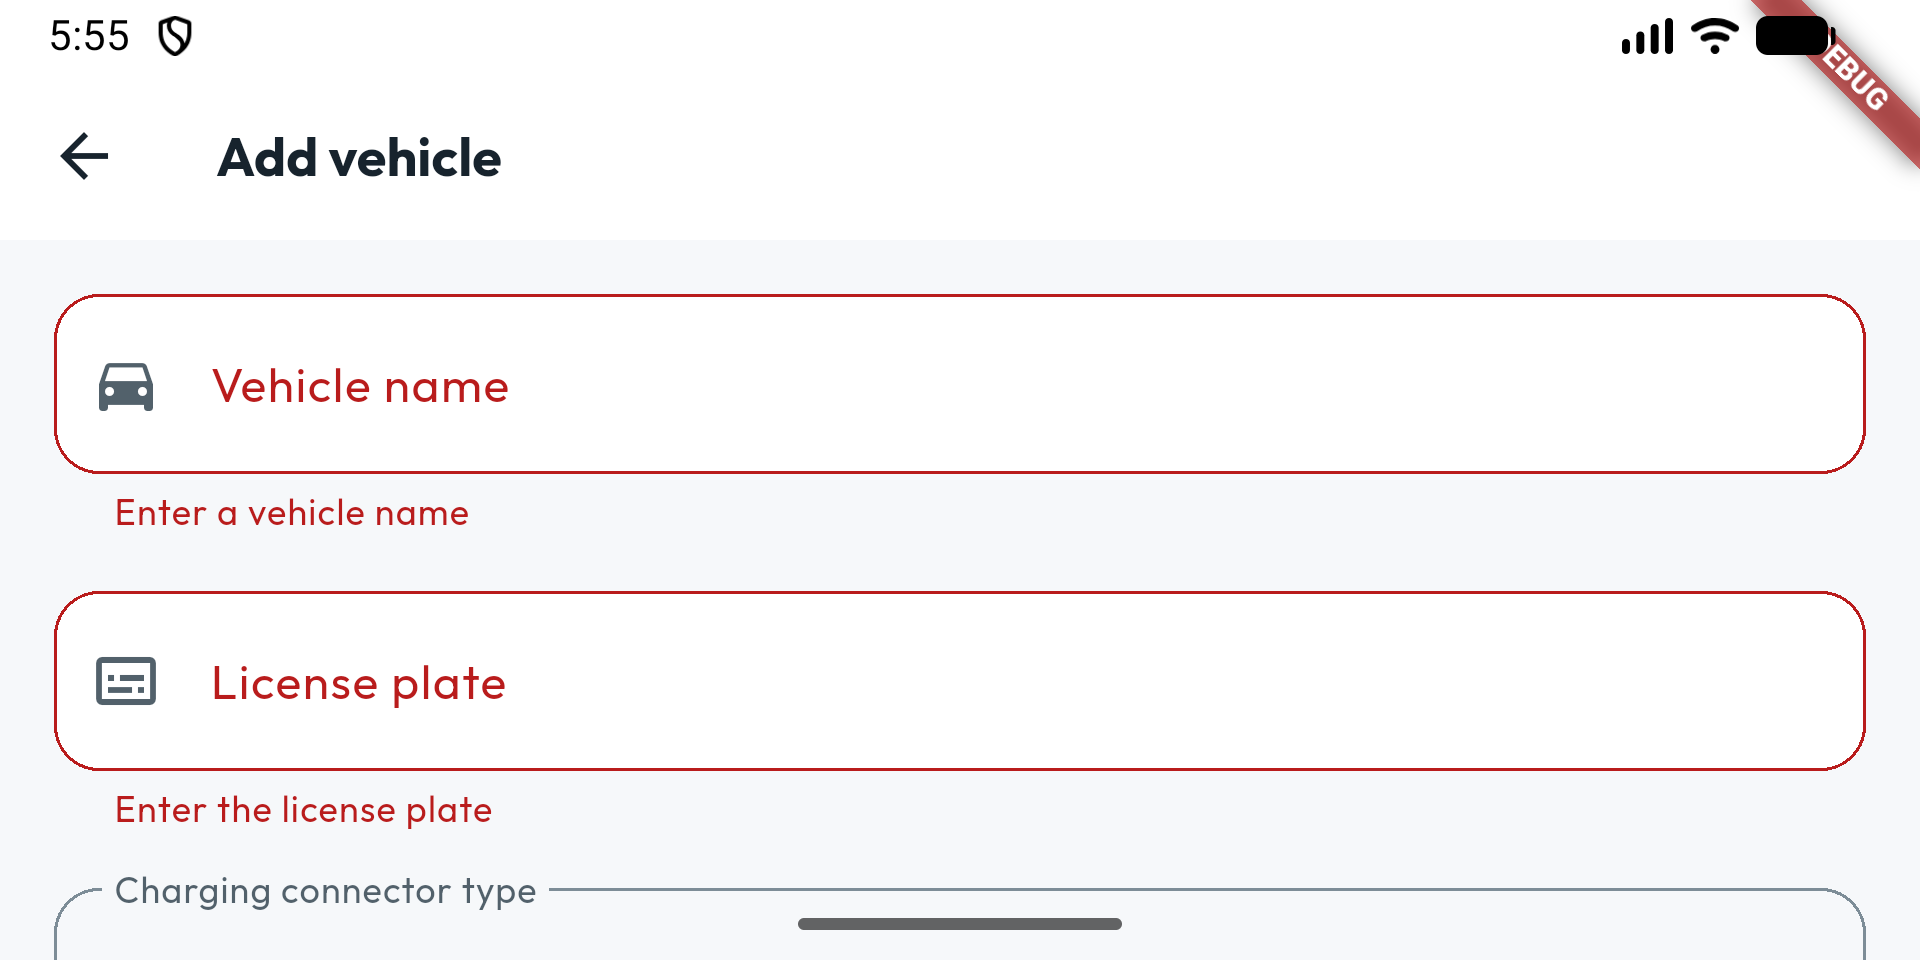 5:55
EBUG
Add vehicle
Vehicle name
Enter a vehicle name
License plate
Enter the license plate
Charging connector type